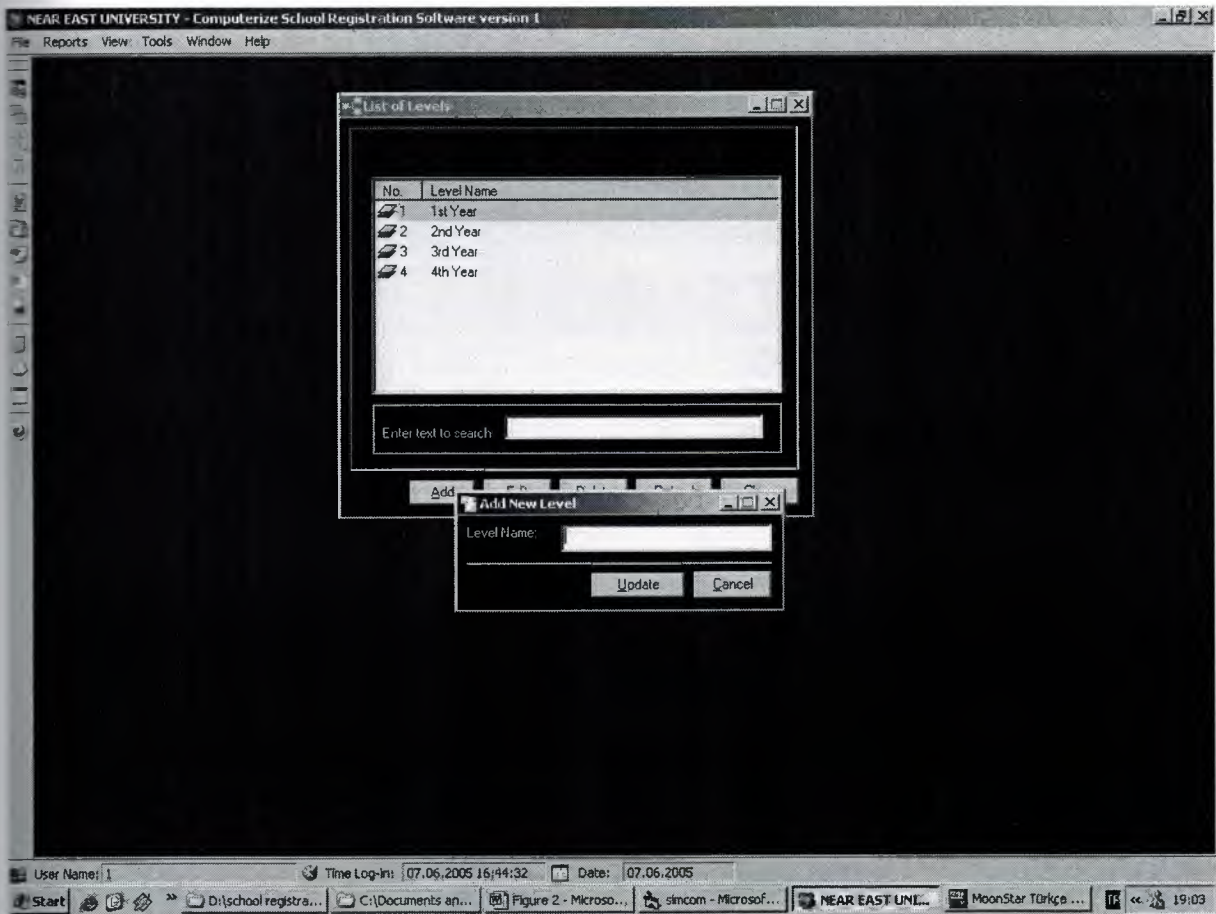 NEAR EAST UNIVERSITY - Computerize School Registration Software version 1
File Reports View Tools Window Help
List of Levels
No. Level Name
1 1st Year
2 2nd Year
3 3rd Year
4 4th Year
Enter text to search
Add
Add New Level
Level Name:
Update Cancel
User Name: 1 Time Log-in: 07.06.2005 16:44:32 Date: 07.06.2005
Start » D:\school registra... C:\Documents an... Figure 2 - Microso... simcom - Microsof... NEAR EAST UNI... MoonStar Türkçe ... TR « 19:03